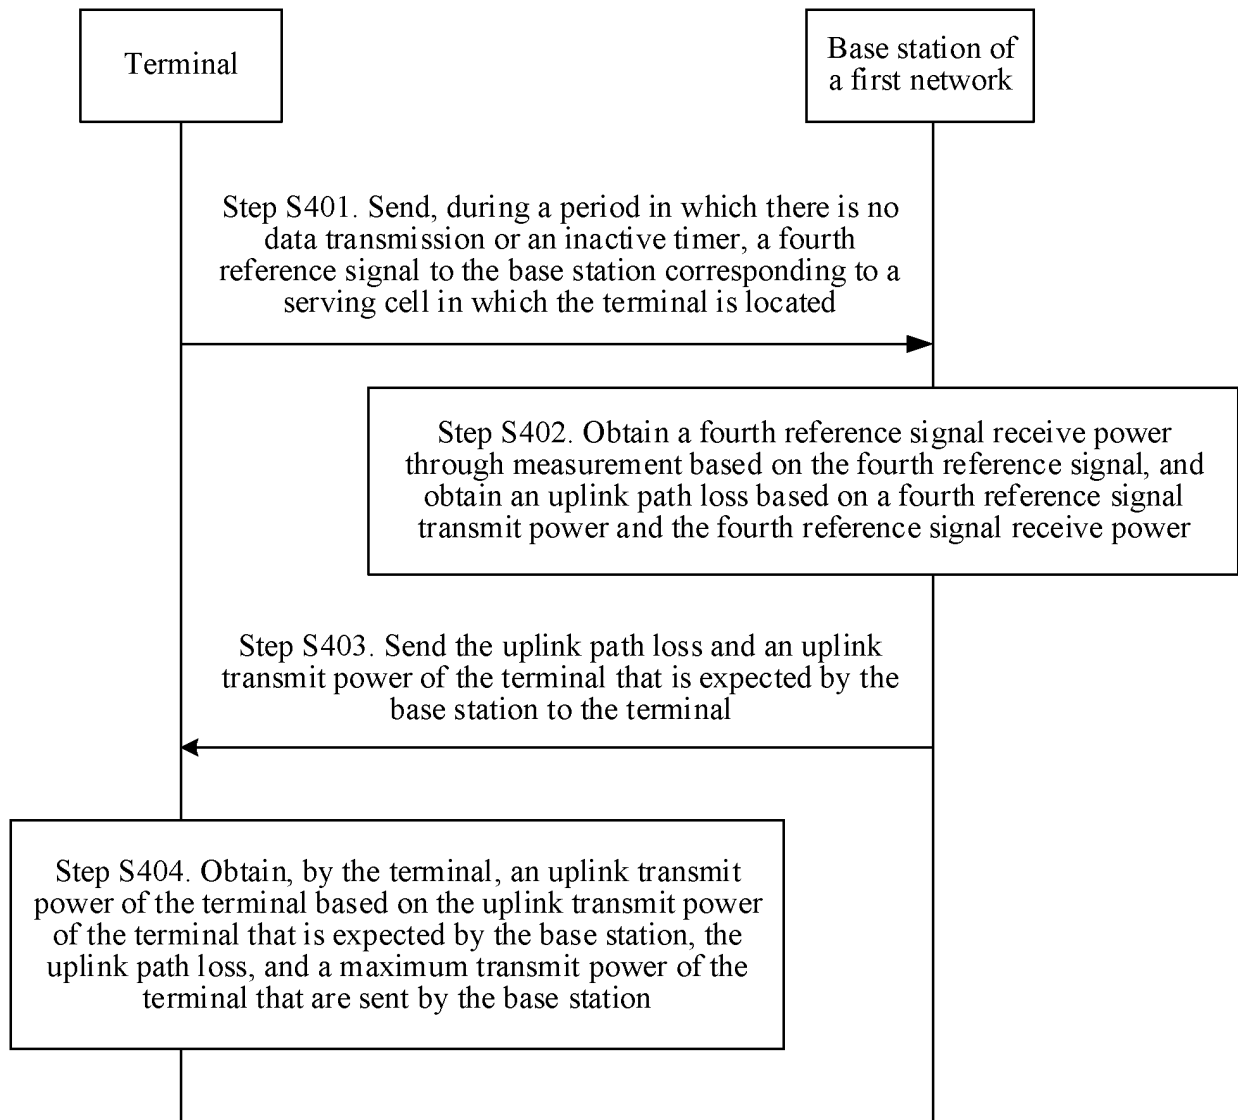 Terminal
Base station of
a first network
Step S401. Send, during a period in which there is no
data transmission or an inactive timer, a fourth
reference signal to the base station corresponding to a
serving cell in which the terminal is located
Step S402. Obtain a fourth reference signal receive power
through measurement based on the fourth reference signal, and
obtain an uplink path loss based on a fourth reference signal
transmit power and the fourth reference signal receive power
Step S403. Send the uplink path loss and an uplink
transmit power of the terminal that is expected by the
base station to the terminal
Step S404. Obtain, by the terminal, an uplink transmit
power of the terminal based on the uplink transmit power
of the terminal that is expected by the base station, the
uplink path loss, and a maximum transmit power of the
terminal that are sent by the base station